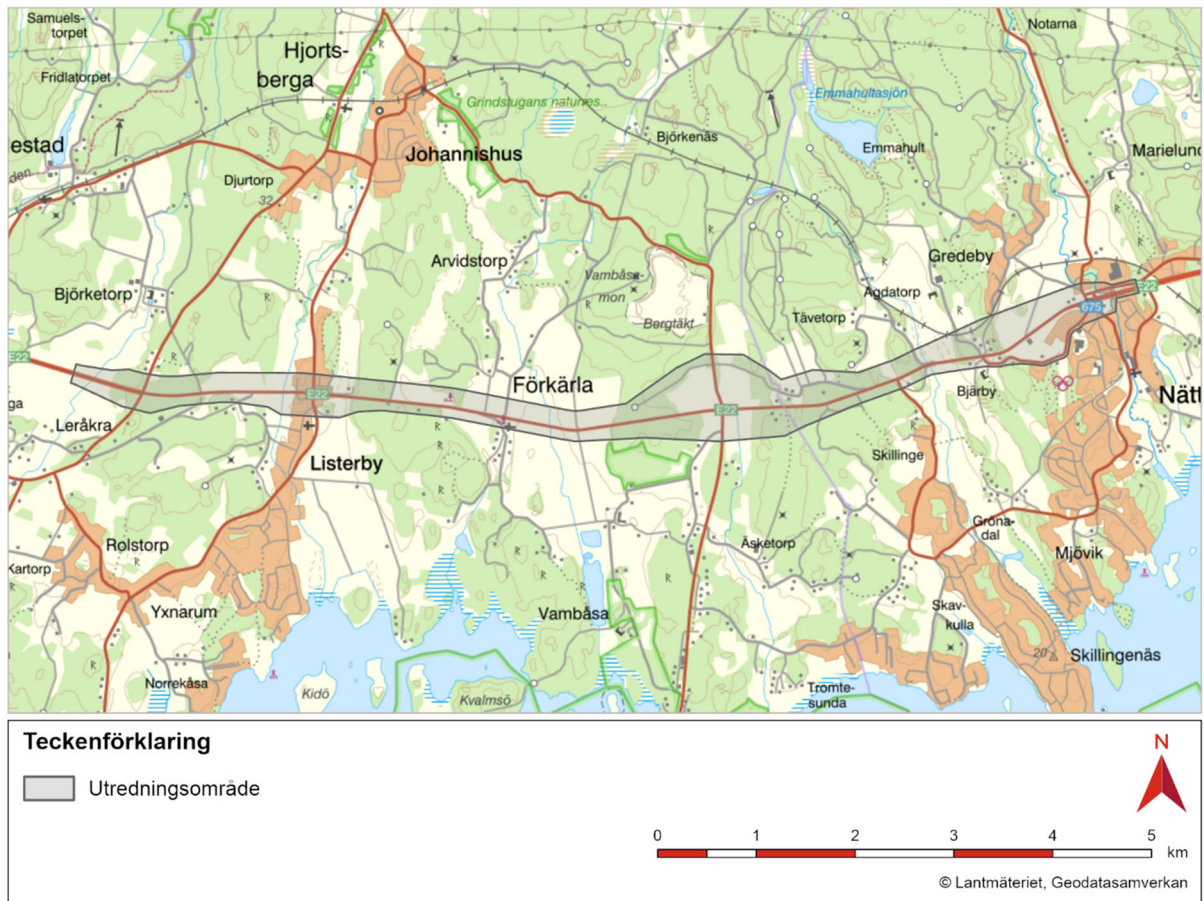 Samuels-
torpet
Notarna
Hjorts-
berga
Fridlatorpet
Emmahultasjön
Grindstugans naturres..
estad
Björkenäs
Emmahult
Marielund
Johannishus
den
Djurtorp
32
Arvidstorp
Gredeby
Vambåsa-
mon
Agdatorp
Björketorp
E22
675
Bergtäkt
Tävetorp
E22
Förkärla
Bjärby
Nätt
E22
E22
ga
Leråkra
Skillinge
Listerby
Gröna-
dal
Rolstorp
Äsketorp
Mjövik
Kartorp
Yxnarum
Vambåsa
Skav-
kulla
20
Skillingenäs
Norrekåsa
Kidö
Kvalmsö
Tromte-
sunda
R
R
R
R
R
R
R
R
R
R
R
R
R
Teckenförklaring
Utredningsområde
N
0 1 2 3 4 5
km
© Lantmäteriet, Geodatasamverkan